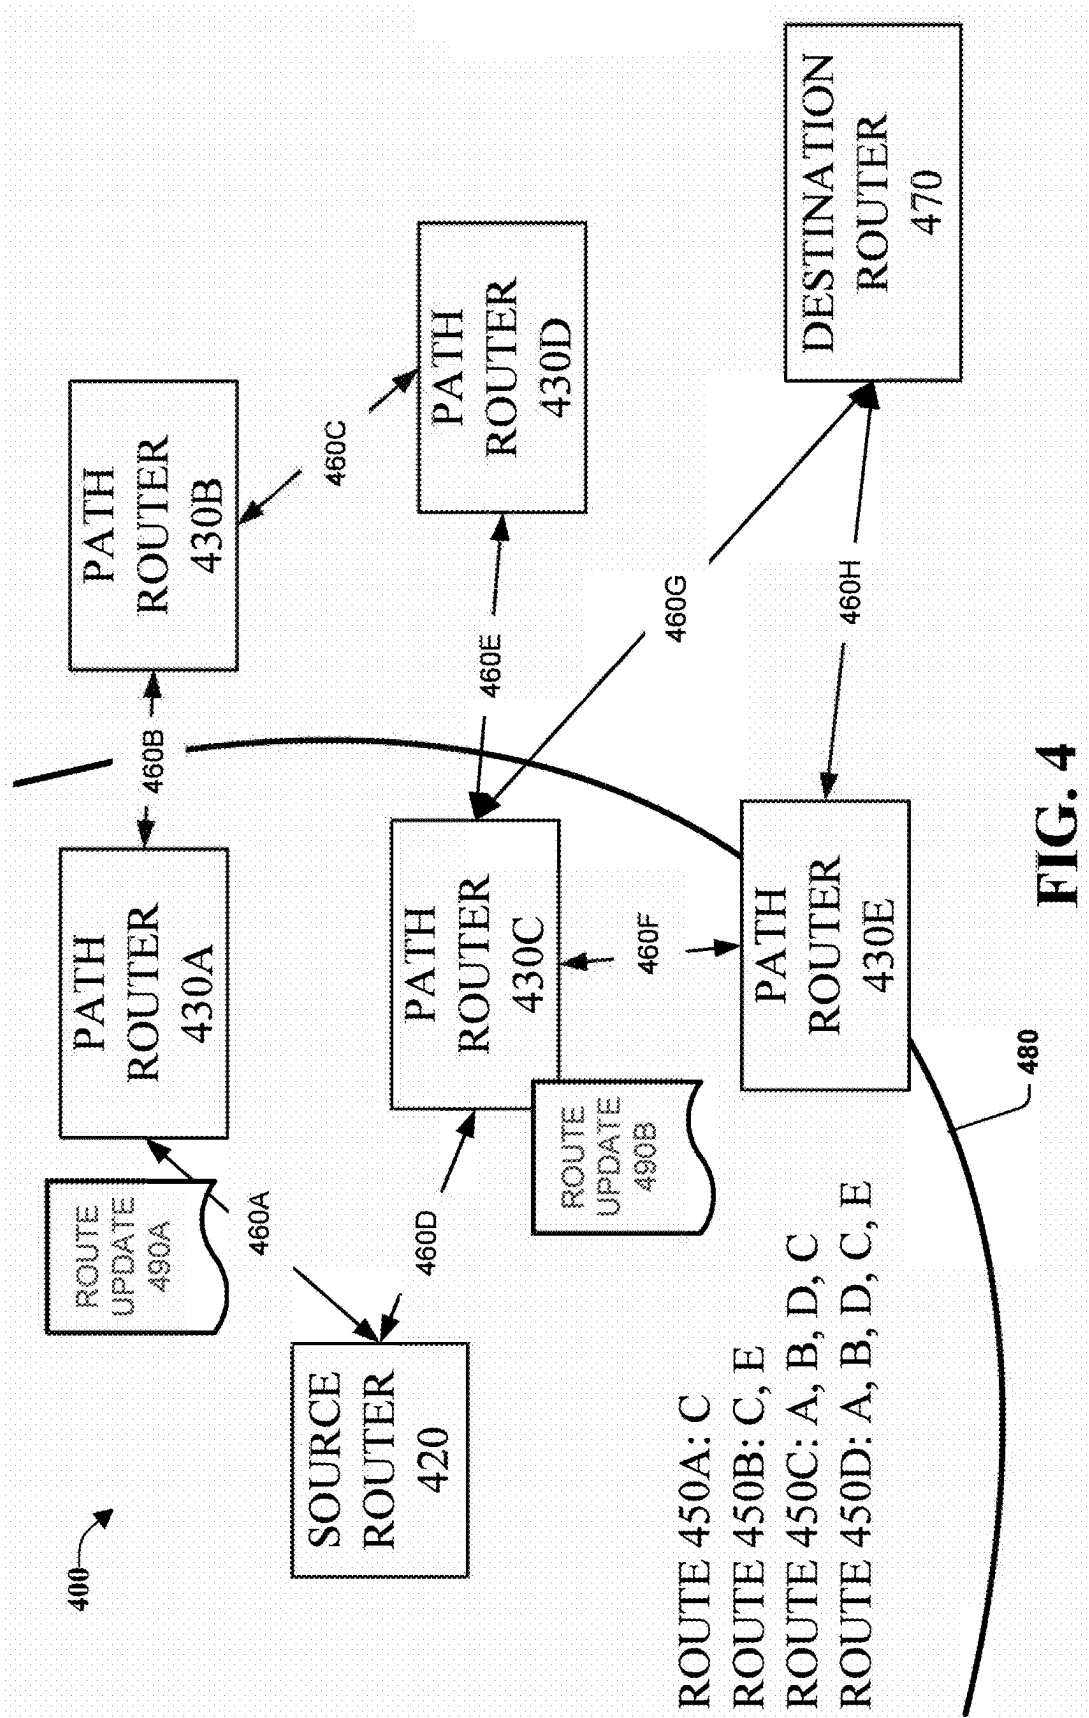 400
SOURCE
ROUTER
420
ROUTE
UPDATE
490A
460A
460D
PATH
ROUTER
430A
460B
PATH
ROUTER
430B
460C
PATH
ROUTER
430C
ROUTE
UPDATE
490B
460E
PATH
ROUTER
430D
460F
460G
PATH
ROUTER
430E
460H
DESTINATION
ROUTER
470
ROUTE 450A: C
ROUTE 450B: C, E
ROUTE 450C: A, B, D, C
ROUTE 450D: A, B, D, C, E
480
FIG. 4